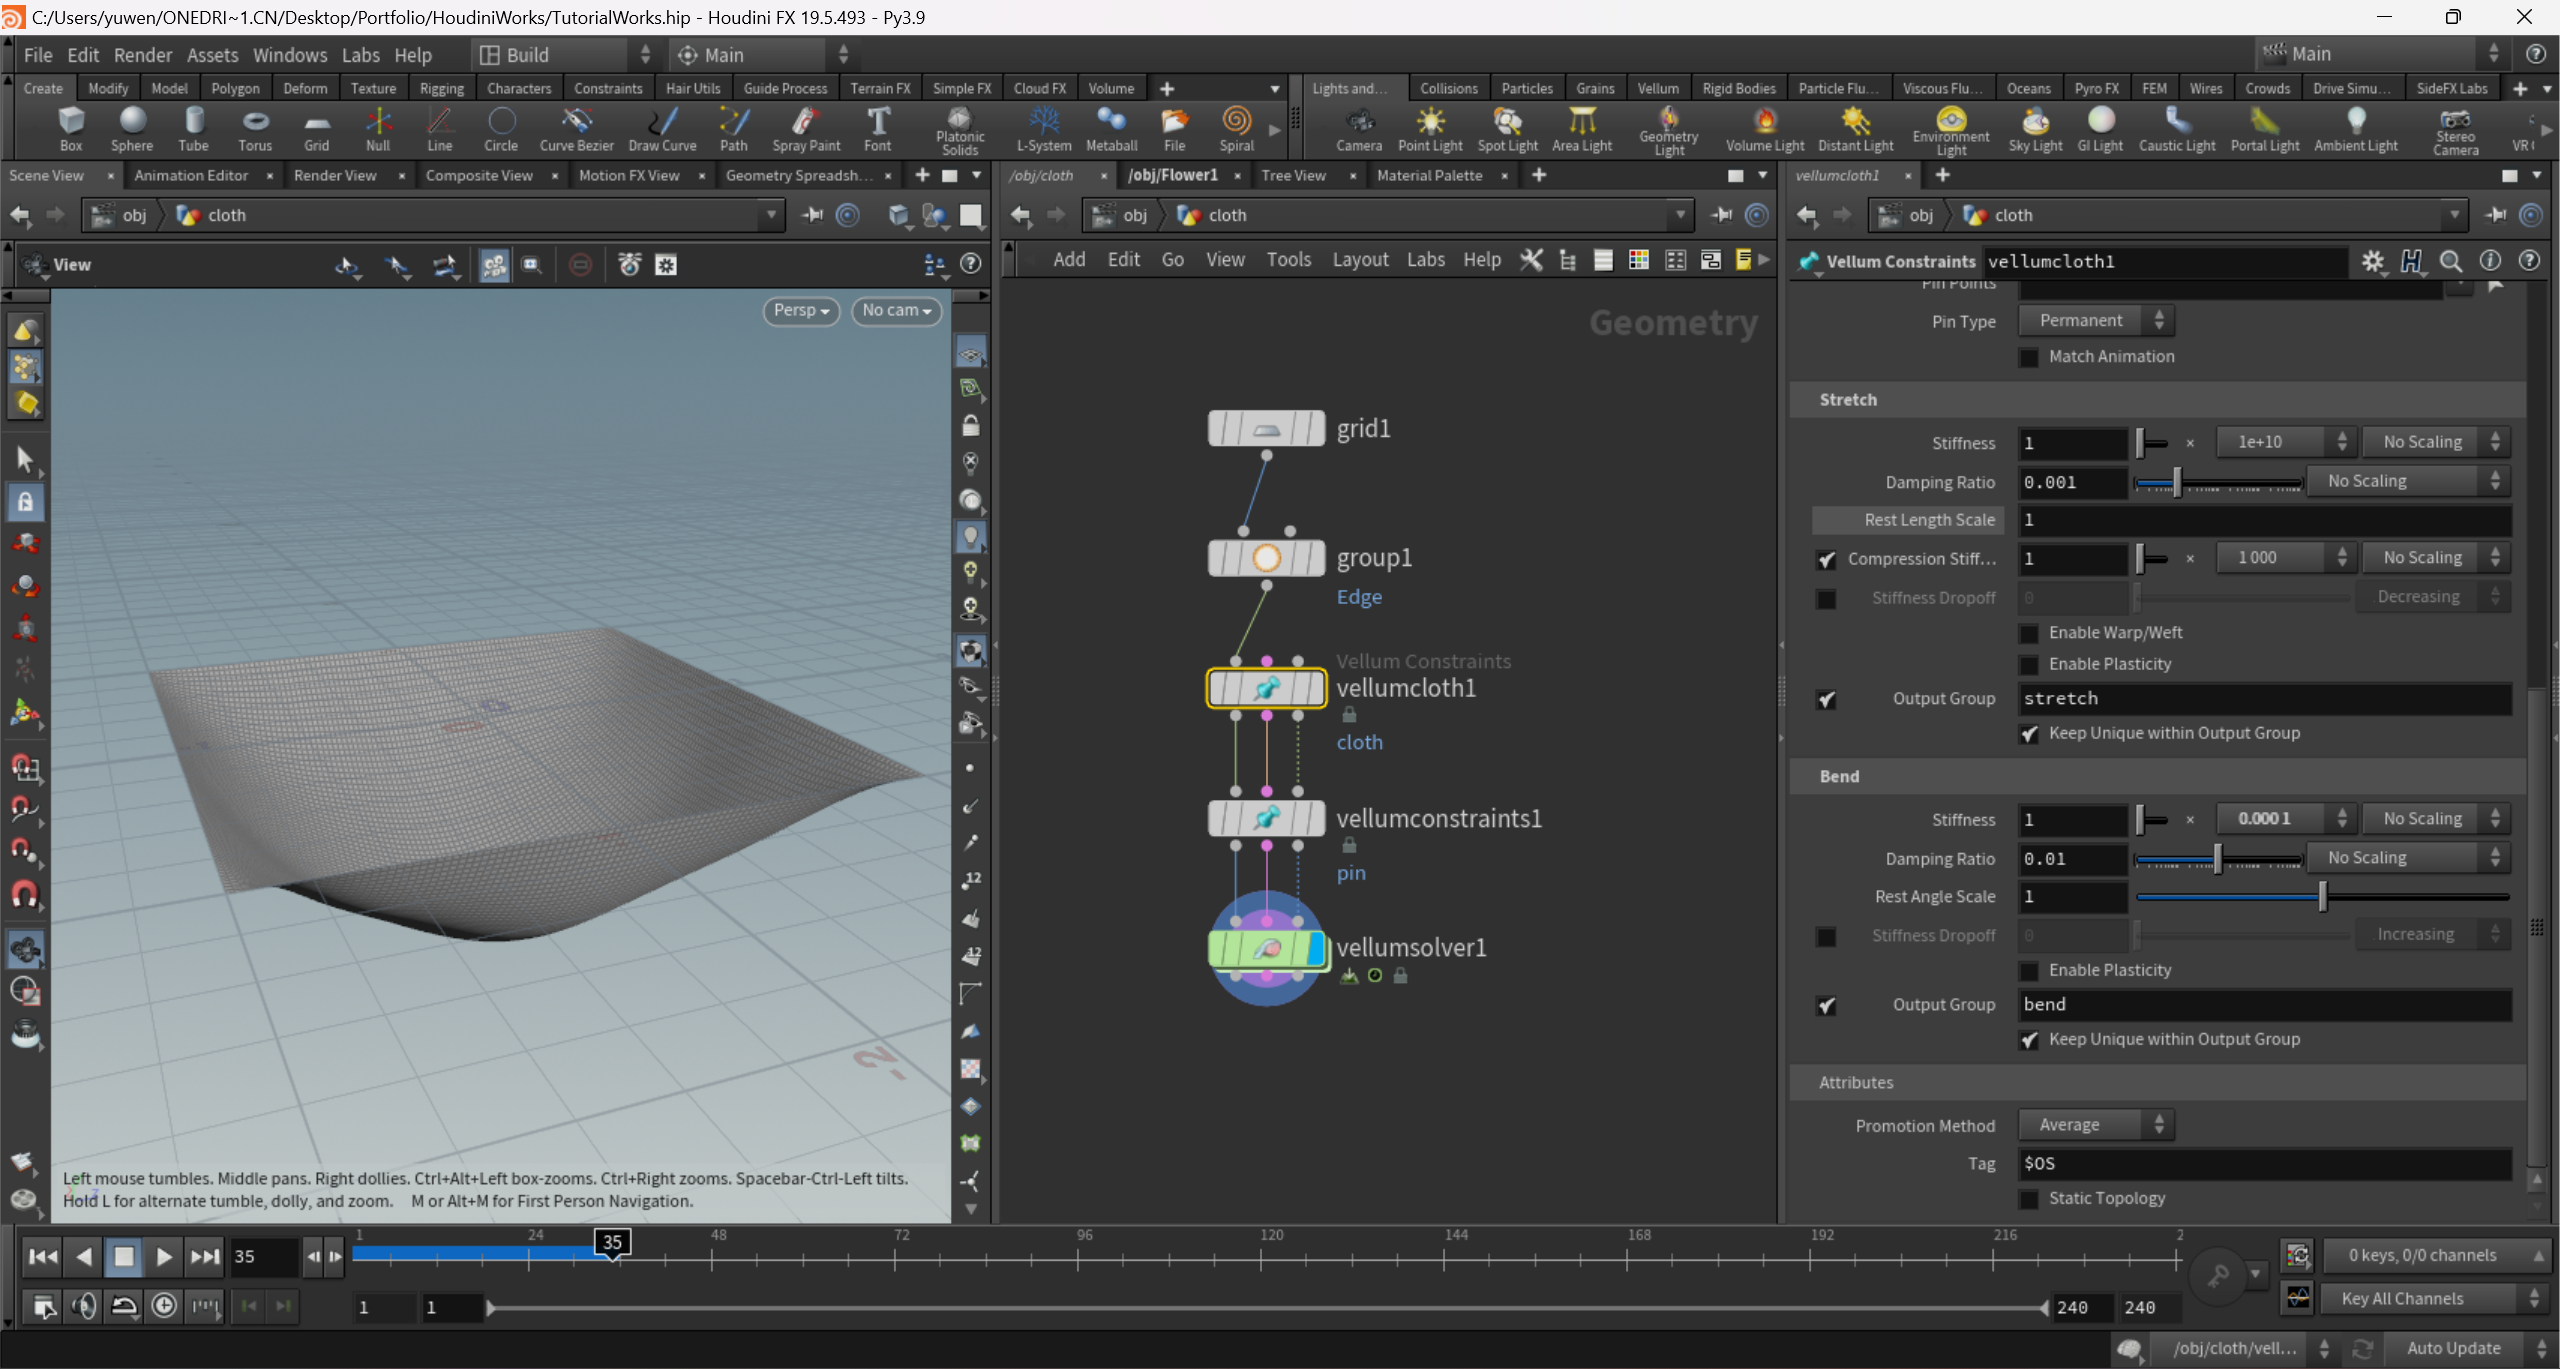 C:/Users/yuwen/ONEDRI~1.CN/Desktop/Portfolio/HoudiniWorks/TutorialWorks.hip - Houdini FX 19.5.493 - Py3.9
File Edit Render Assets Windows Labs Help Build Main Main
Create Modify Model Polygon Deform Texture Rigging Characters Constraints Hair Utils Guide Process Terrain FX Simple FX Cloud FX Volume
Lights and... Collisions Particles Grains Vellum Rigid Bodies Particle Flu... Viscous Flu... Oceans Pyro FX FEM Wires Crowds Drive Simu... SideFX Labs
Box Sphere Tube Torus Grid Null Line Circle Curve Bezier Draw Curve Path Spray Paint Font Platonic Solids L-System Metaball File Spiral
Camera Point Light Spot Light Area Light Geometry Light Volume Light Distant Light Environment Light Sky Light GI Light Caustic Light Portal Light Ambient Light Stereo Camera VR
Scene View Animation Editor Render View Composite View Motion FX View Geometry Spreadsh...
/obj/cloth /obj/Flower1 Tree View Material Palette
vellumcloth1
obj cloth
obj cloth
obj cloth
View
Add Edit Go View Tools Layout Labs Help
Vellum Constraints vellumcloth1
Persp No cam
Geometry
grid1
group1
Edge
Vellum Constraints
vellumcloth1
cloth
vellumconstraints1
pin
vellumsolver1
12
12
Left mouse tumbles. Middle pans. Right dollies. Ctrl+Alt+Left box-zooms. Ctrl+Right zooms. Spacebar-Ctrl-Left tilts.
Hold L for alternate tumble, dolly, and zoom. M or Alt+M for First Person Navigation.
Pin Points
Pin Type Permanent
Match Animation
Stretch
Stiffness 1 × 1e+10 No Scaling
Damping Ratio 0.001 No Scaling
Rest Length Scale 1
Compression Stiff... 1 × 1000 No Scaling
Stiffness Dropoff 0 Decreasing
Enable Warp/Weft
Enable Plasticity
Output Group stretch
Keep Unique within Output Group
Bend
Stiffness 1 × 0.0001 No Scaling
Damping Ratio 0.01 No Scaling
Rest Angle Scale 1
Stiffness Dropoff 0 Increasing
Enable Plasticity
Output Group bend
Keep Unique within Output Group
Attributes
Promotion Method Average
Tag $OS
Static Topology
35 1 24 35 48 72 96 120 144 168 192 216 2
0 keys, 0/0 channels
1 1 240 240
Key All Channels
/obj/cloth/vell... Auto Update